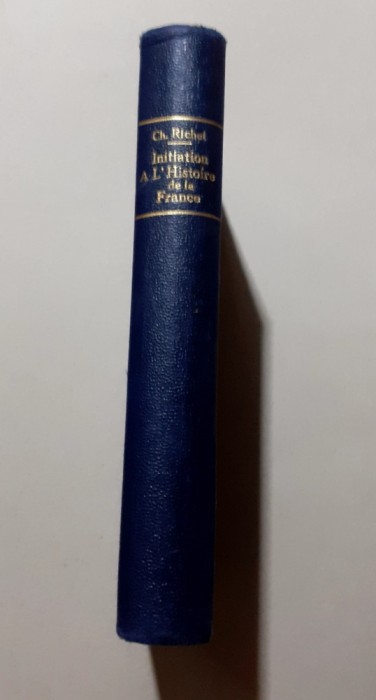 Ch. Richet
Initiation
A L'Histoire
de la
France